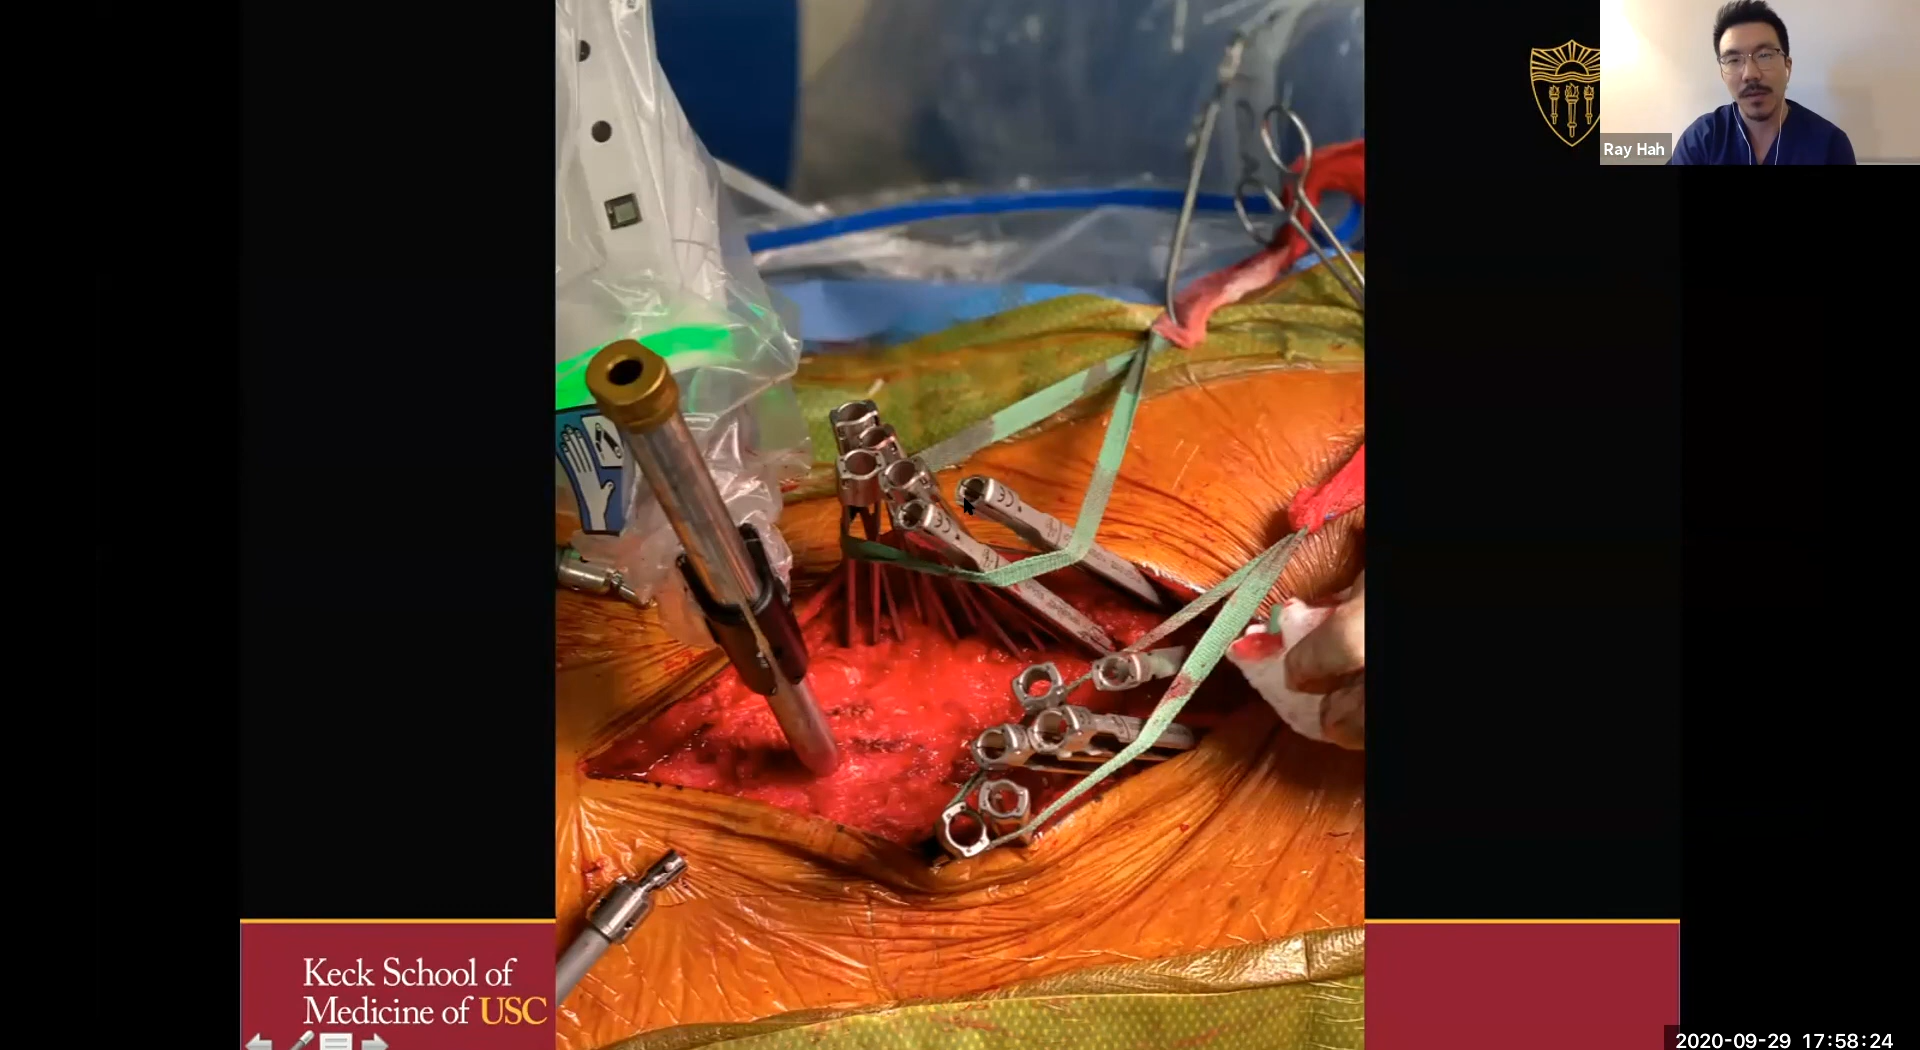 Ray Hah
Keck School of
Medicine of USC
2020-09-29 17:58:24